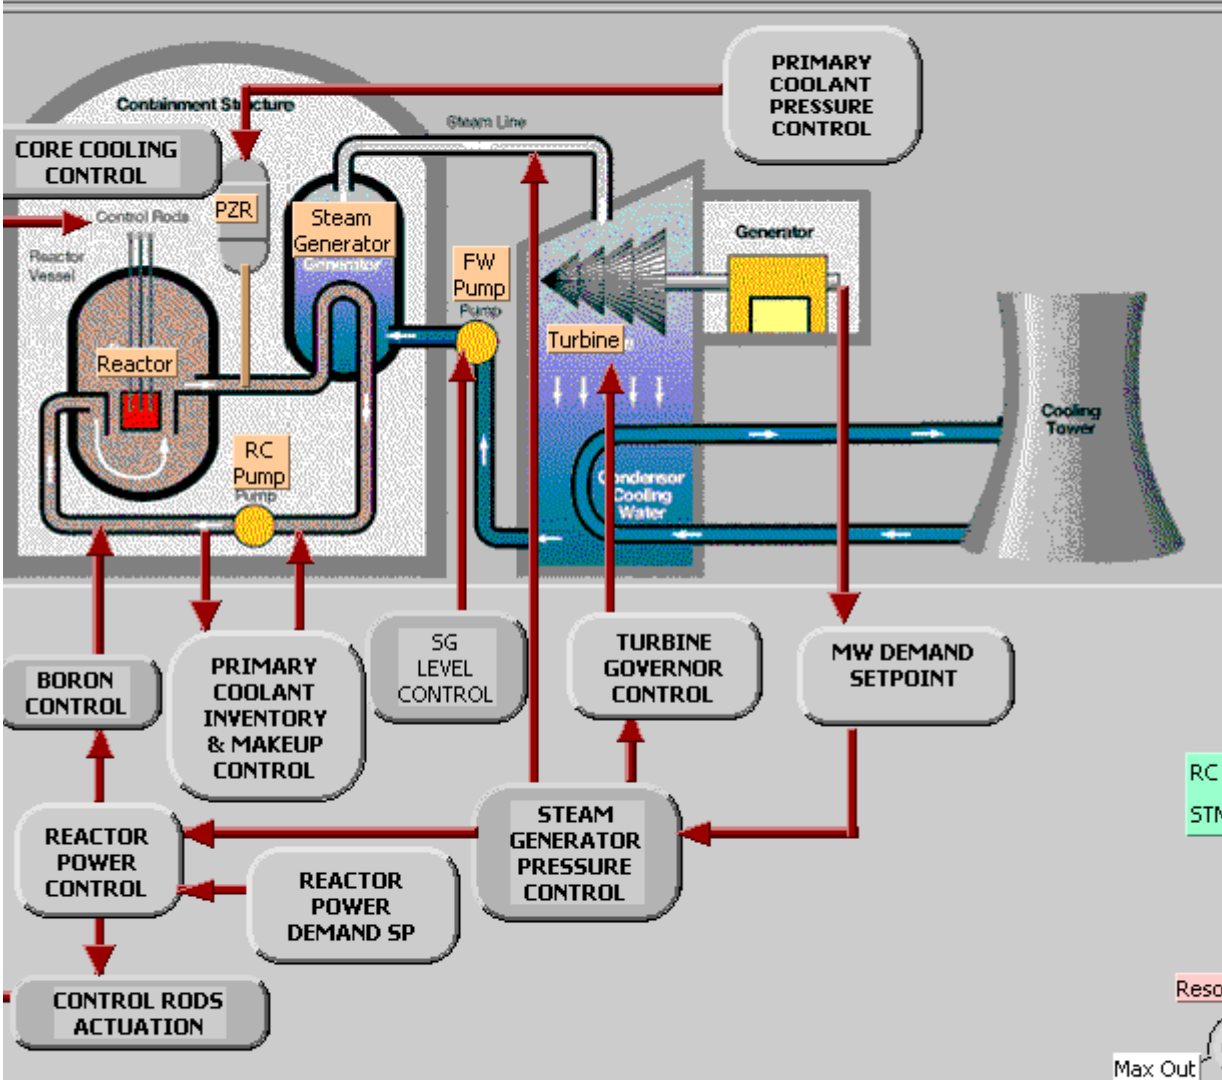 PRIMARY
COOLANT
PRESSURE
CONTROL
Containment Structure
Steam Line
CORE COOLING
CONTROL
Control Rods
PZR
Steam
Generator
Generator
Reactor
Vessel
FW
Pump
Pump
Generator
Turbine
Reactor
Cooling
Tower
RC
Pump
Pump
Condensor
Cooling
Water
SG
LEVEL
CONTROL
TURBINE
GOVERNOR
CONTROL
MW DEMAND
SETPOINT
BORON
CONTROL
PRIMARY
COOLANT
INVENTORY
& MAKEUP
CONTROL
RC
STM
STEAM
GENERATOR
PRESSURE
CONTROL
REACTOR
POWER
CONTROL
REACTOR
POWER
DEMAND SP
CONTROL RODS
ACTUATION
Reso
Max Out